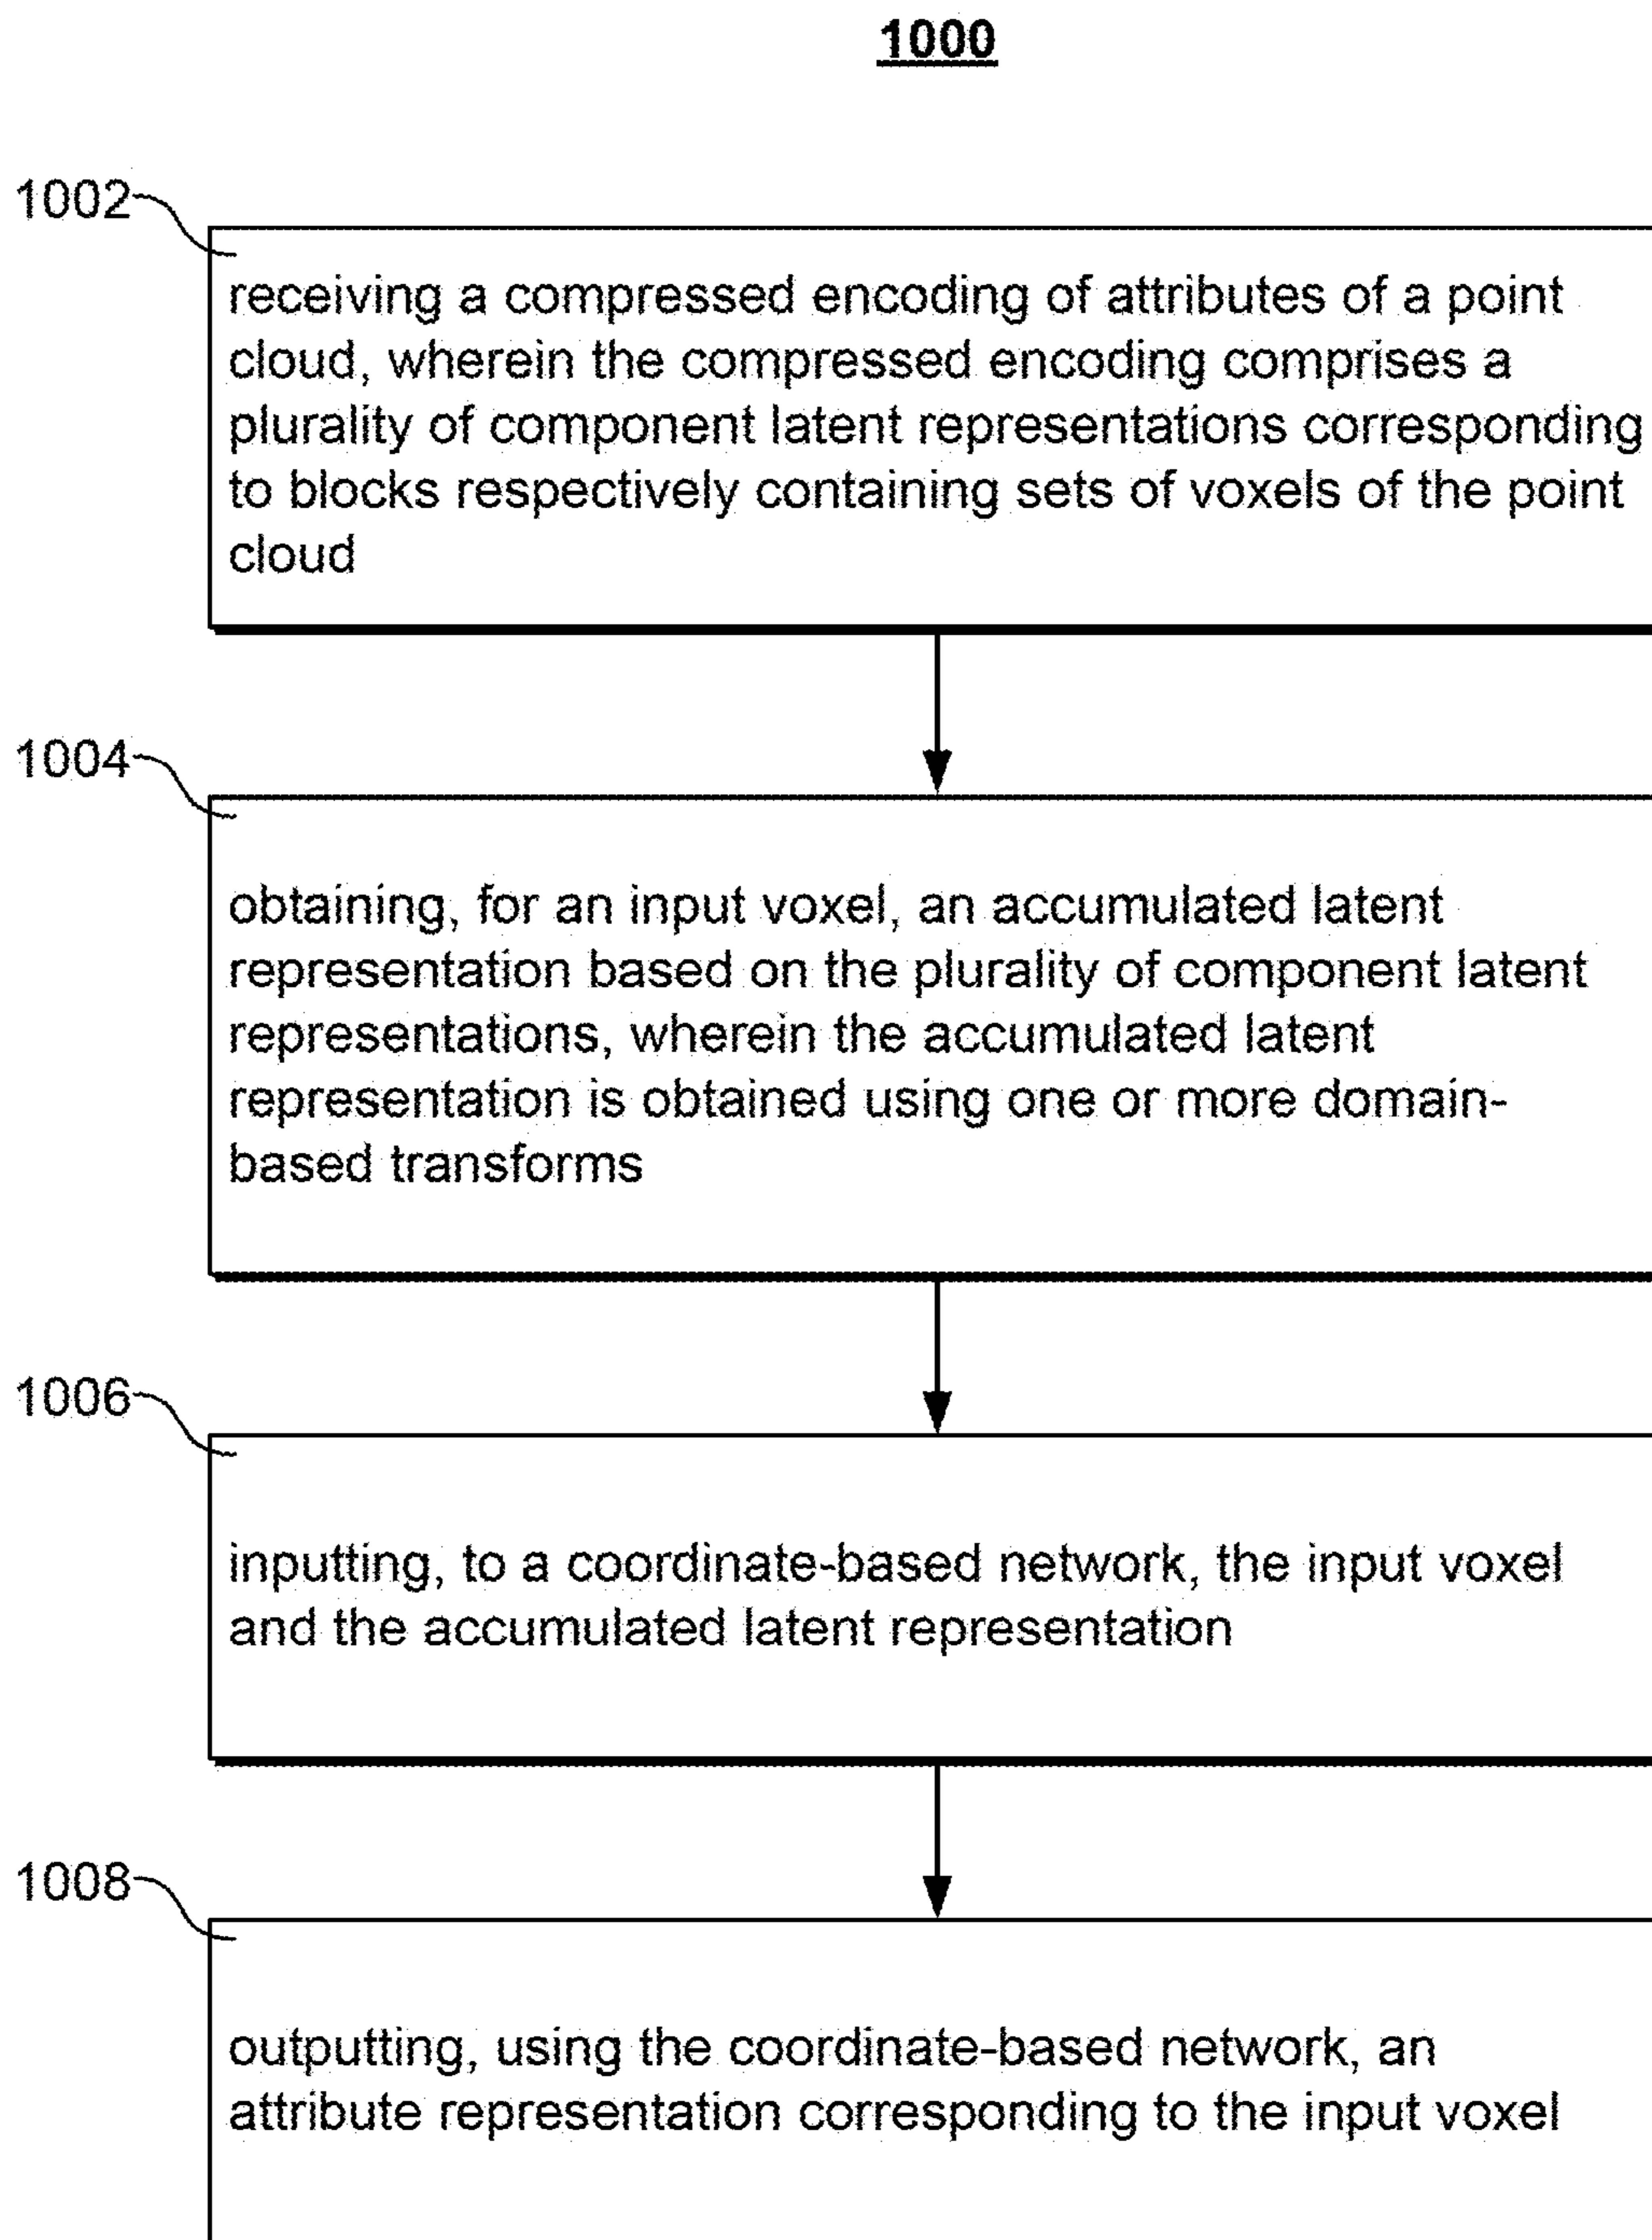 1000
1002
receiving a compressed encoding of attributes of a point
cloud, wherein the compressed encoding comprises a
plurality of component latent representations corresponding
to blocks respectively containing sets of voxels of the point
cloud
1004
obtaining, for an input voxel, an accumulated latent
representation based on the plurality of component latent
representations, wherein the accumulated latent
representation is obtained using one or more domain-
based transforms
1006
inputting, to a coordinate-based network, the input voxel
and the accumulated latent representation
1008
outputting, using the coordinate-based network, an
attribute representation corresponding to the input voxel